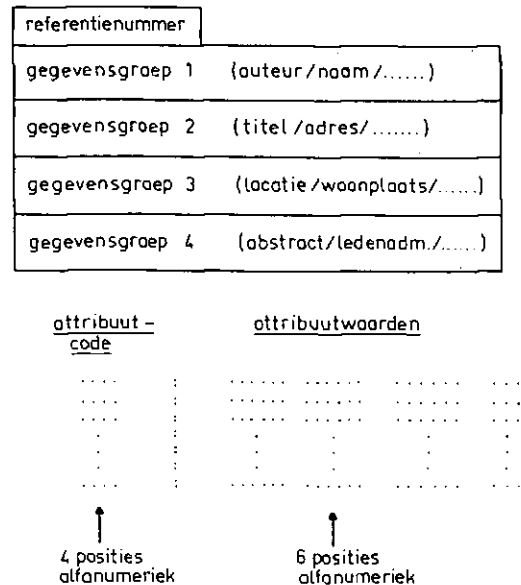 referentienummer
gegevensgroep 1 (auteur/naam/......)
gegevensgroep 2 (titel/adres/.......)
gegevensgroep 3 (locatie/woonplaats/......)
gegevensgroep 4 (abstract/ledenadm./......)
attribuut- attribuutwaarden
code
.... : ...... ...... ...... .
.... : ...... ...... ...... .
.... : ...... ...... ...... .
. : . . . .
. : . . . .
. : . . . .
.... : ...... ...... ...... .
4 posities 6 posities
alfanumeriek alfanumeriek